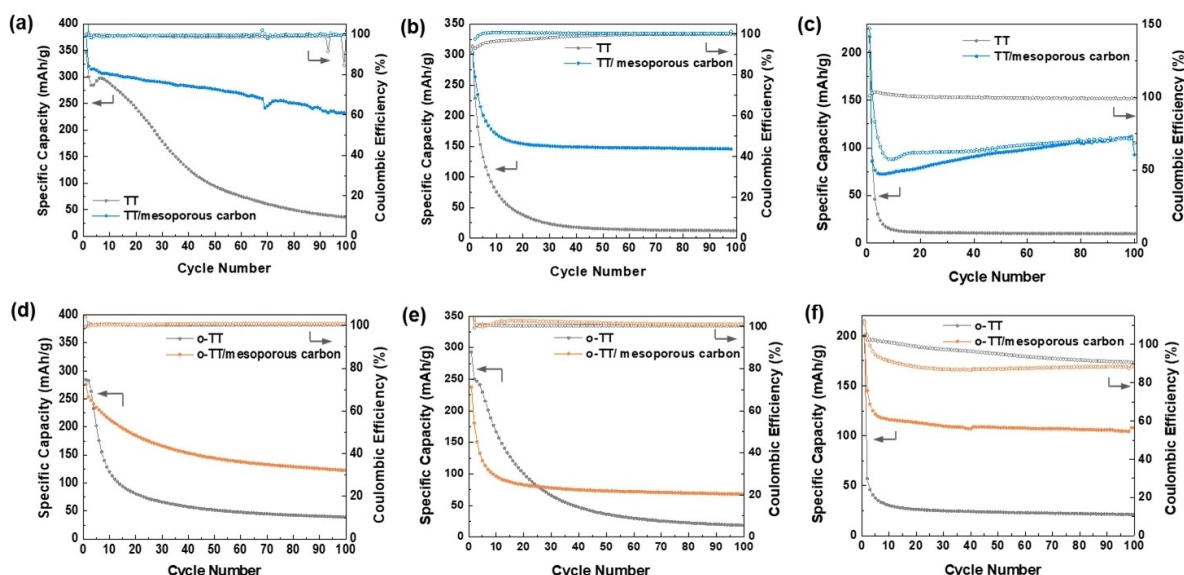 (a)
Specific Capacity (mAh/g)
400
350
300
250
200
150
100
50
TT
TT/mesoporous carbon
0 10 20 30 40 50 60 70 80 90 100
Cycle Number
100
80
60
40
20
0
Coulombic Efficiency (%)
(b)
Specific Capacity (mAh/g)
350
300
250
200
150
100
50
0
TT
TT/ mesoporous carbon
0 10 20 30 40 50 60 70 80 90 100
Cycle Number
100
80
60
40
20
0
Coulombic Efficiency (%)
(c)
Specific Capacity (mAh/g)
200
150
100
50
0
TT
TT/mesoporous carbon
0 10 20 30 40 50 60 70 80 90 100
Cycle Number
150
100
50
0
Coulombic Efficiency (%)
(d)
Specific Capacity (mAh/g)
400
350
300
250
200
150
100
50
0
o-TT
o-TT/mesoporous carbon
0 10 20 30 40 50 60 70 80 90 100
Cycle Number
100
80
60
40
20
0
Coulombic Efficiency (%)
(e)
Specific Capacity (mAh/g)
350
300
250
200
150
100
50
0
o-TT
o-TT/ mesoporous carbon
0 10 20 30 40 50 60 70 80 90 100
Cycle Number
100
80
60
40
20
0
Coulombic Efficiency (%)
(f)
Specific Capacity (mAh/g)
200
150
100
50
0
o-TT
o-TT/mesoporous carbon
0 10 20 30 40 50 60 70 80 90 100
Cycle Number
100
80
60
40
20
0
Coulombic Efficiency (%)